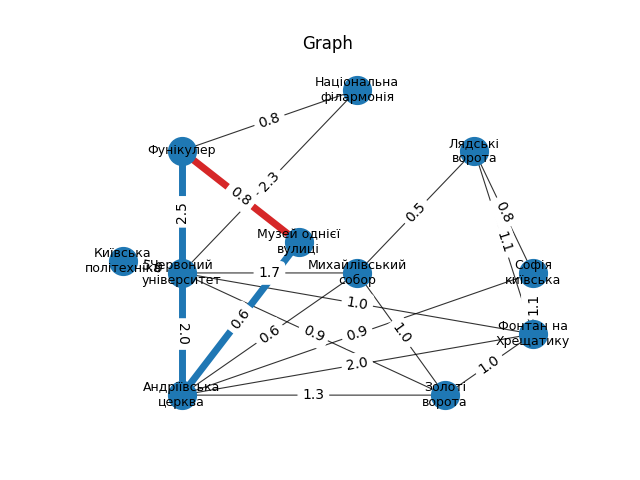 Graph
Національна
філармонія
0.8
Фунікулер
Лядські
ворота
2.3
0.8
2.5
0.5
0.8
Музей однієї
вулиці
1.1
Київська
політехніка
Червоний
університет
1.7
Михайлівський
собор
Софія
київська
1.0
1.1
0.6
0.6
0.9
0.9
1.0
2.0
Фонтан на
Хрещатику
2.0
1.0
Андріївська
церква
1.3
Золоті
ворота